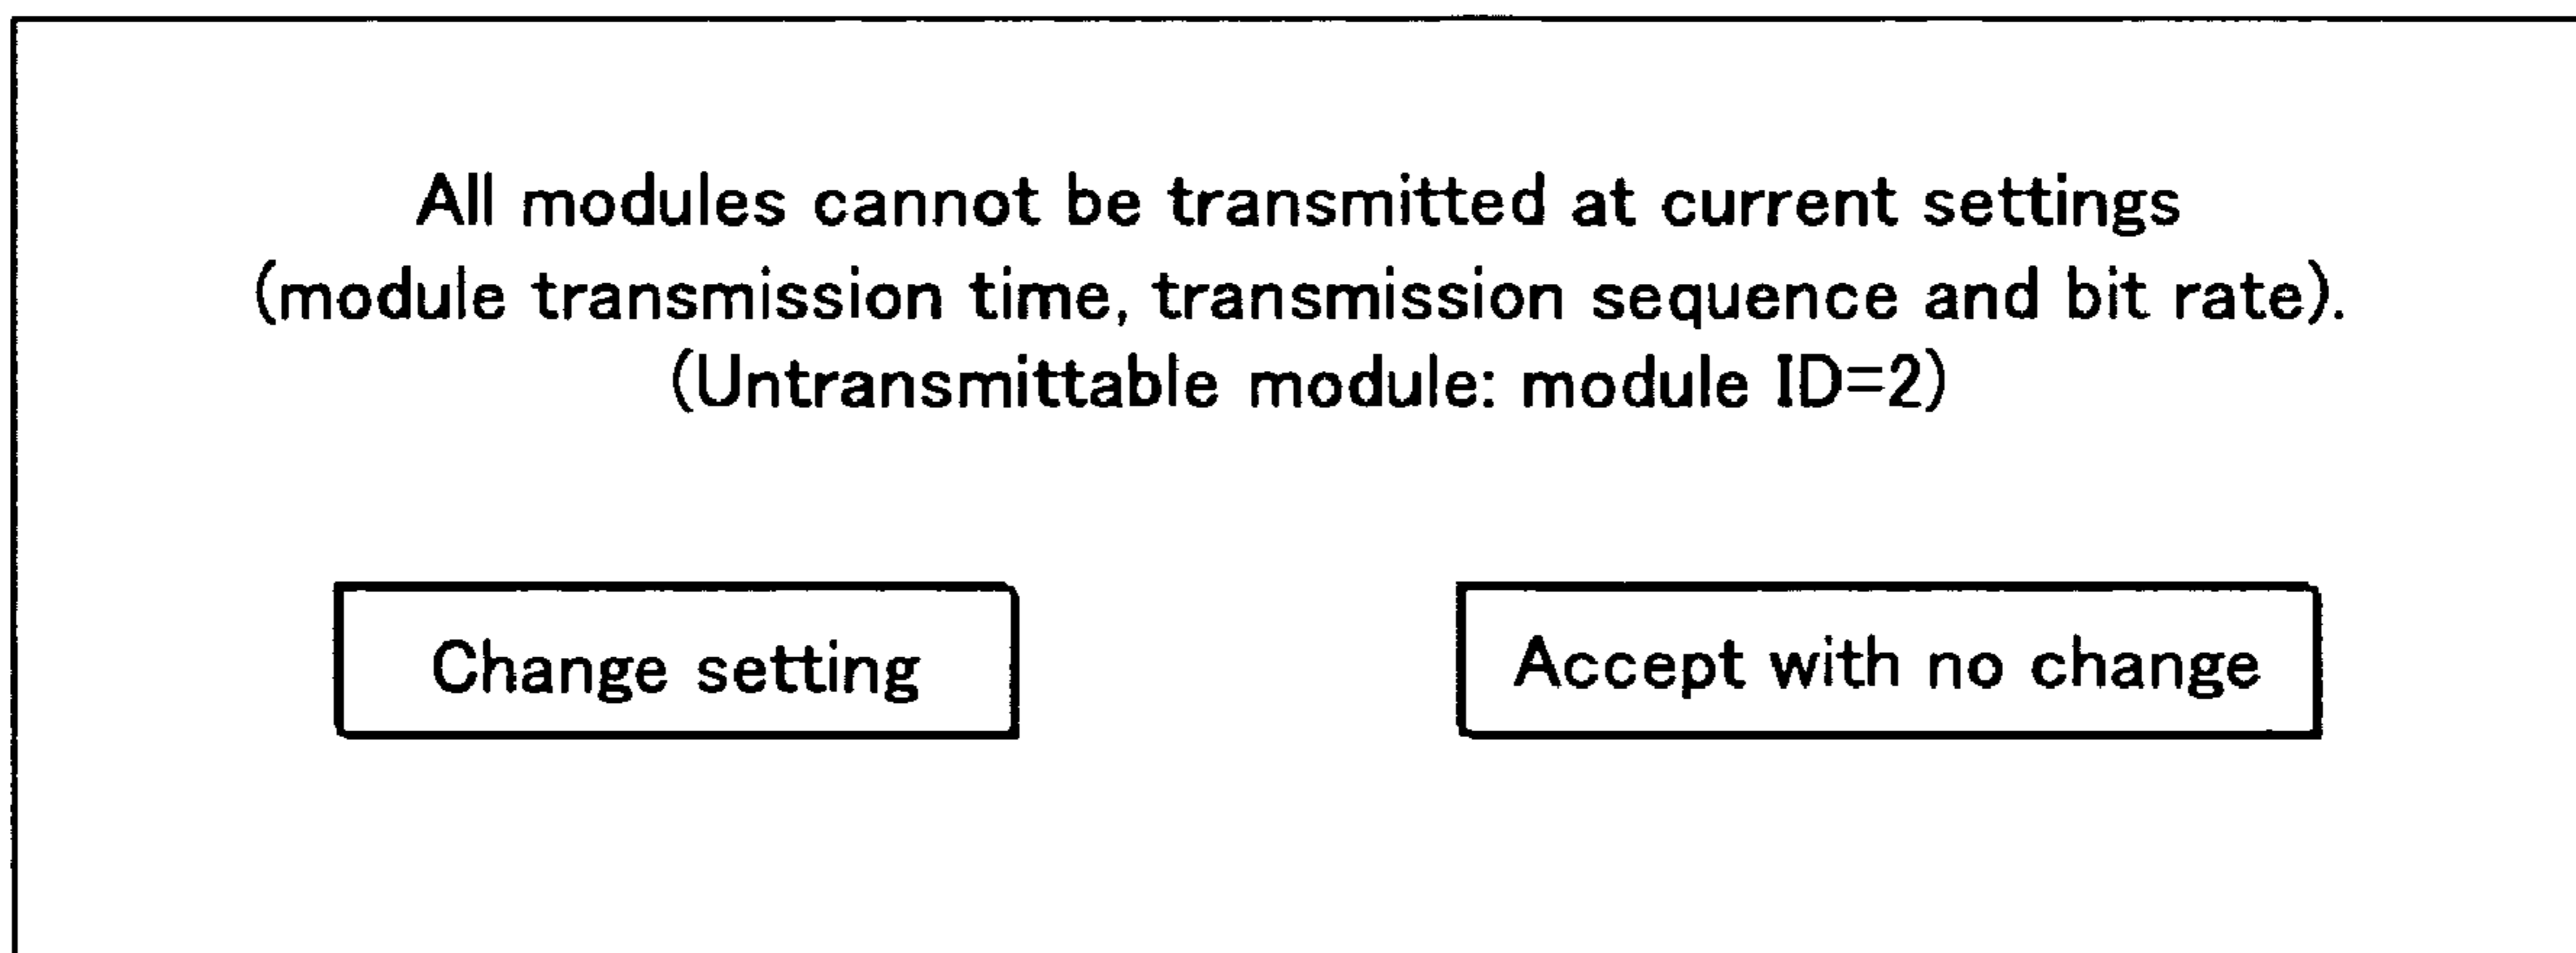 All modules cannot be transmitted at current settings
(module transmission time, transmission sequence and bit rate).
(Untransmittable module: module ID=2)
Change setting
Accept with no change